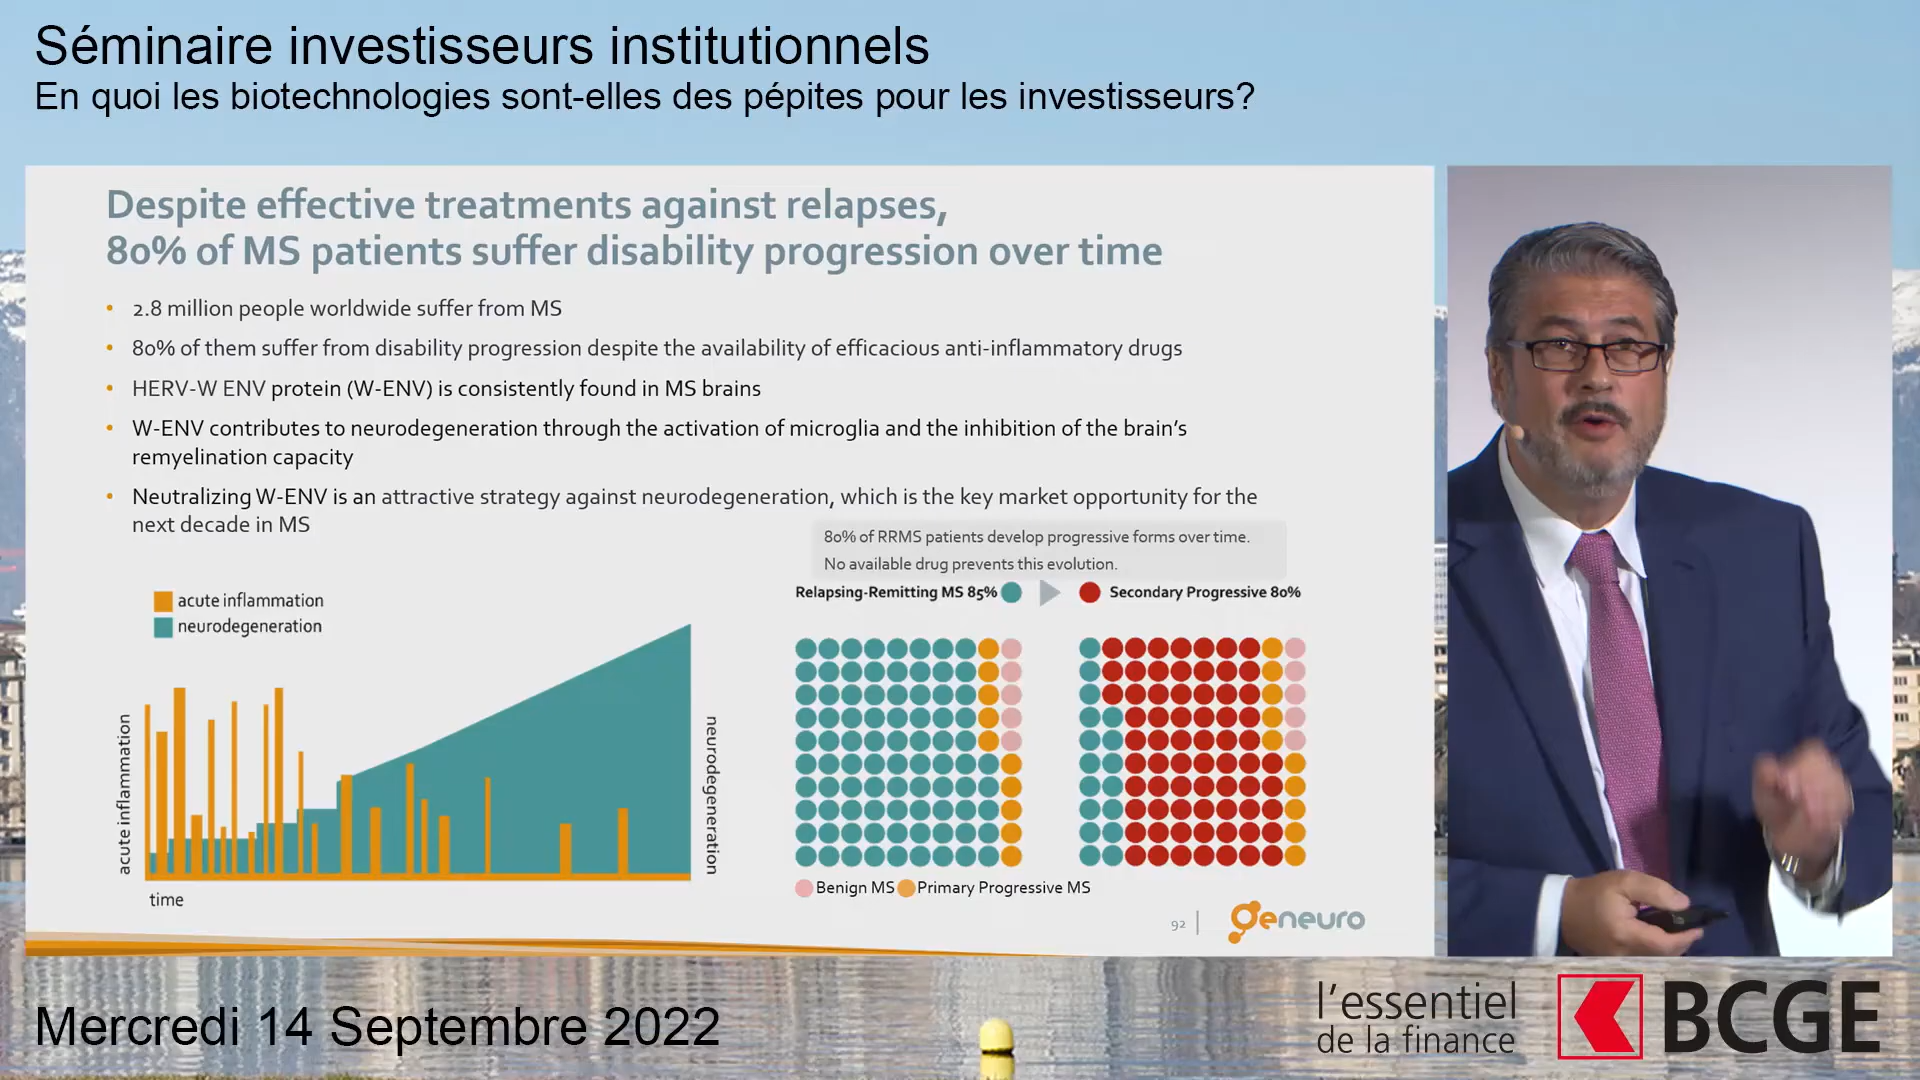 Séminaire investisseurs institutionnels
En quoi les biotechnologies sont-elles des pépites pour les investisseurs?
Despite effective treatments against relapses,
80% of MS patients suffer disability progression over time
• 2.8 million people worldwide suffer from MS
• 80% of them suffer from disability progression despite the availability of efficacious anti-inflammatory drugs
• HERV-W ENV protein (W-ENV) is consistently found in MS brains
• W-ENV contributes to neurodegeneration through the activation of microglia and the inhibition of the brain's
remyelination capacity
• Neutralizing W-ENV is an attractive strategy against neurodegeneration, which is the key market opportunity for the
next decade in MS
80% of RRMS patients develop progressive forms over time.
No available drug prevents this evolution.
acute inflammation
neurodegeneration
acute inflammation
neurodegeneration
time
Relapsing-Remitting MS 85%
Secondary Progressive 80%
Benign MS Primary Progressive MS
92
geneuro
Mercredi 14 Septembre 2022
l'essentiel
de la finance
BCGE